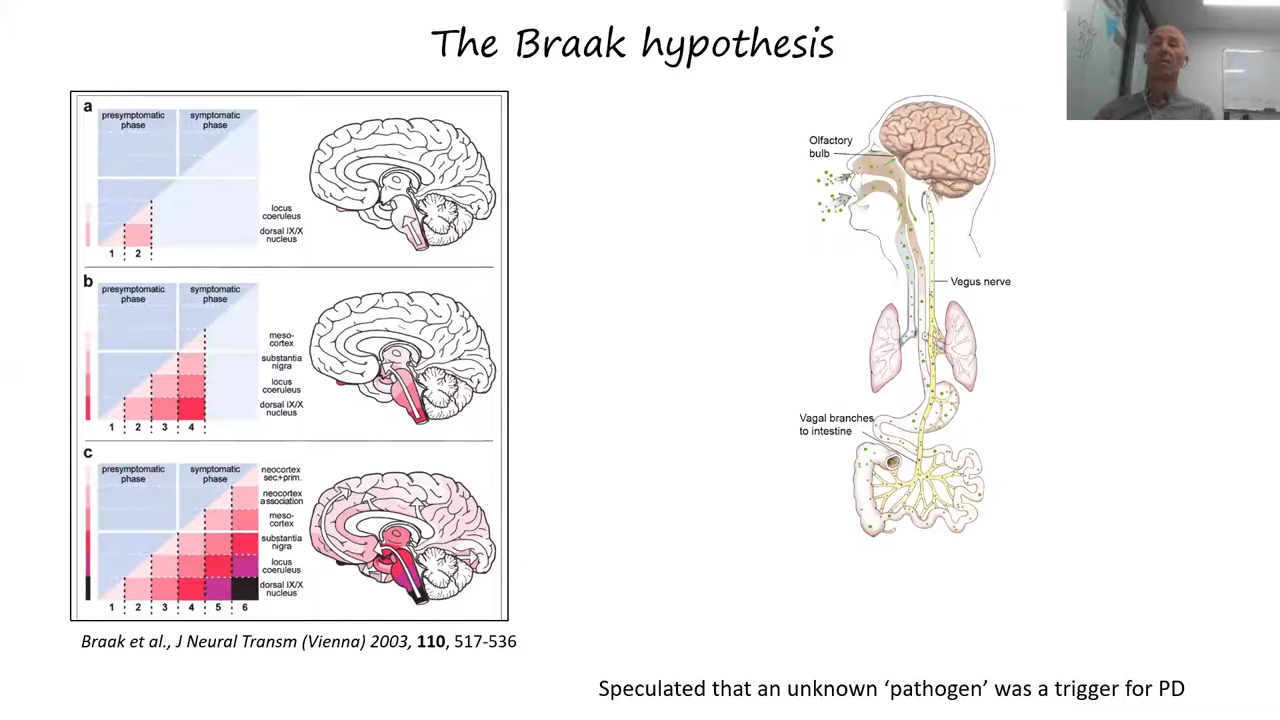 The Braak hypothesis
a
presymptomatic
phase
symptomatic
phase
locus
coeruleus
dorsal IX/X
nucleus
1 2
b
presymptomatic
phase
symptomatic
phase
meso-
cortex
substantia
nigra
locus
coeruleus
dorsal IX/X
nucleus
1 2 3 4
c
presymptomatic
phase
symptomatic
phase
neocortex
sec.+prim.
neocortex
association
meso-
cortex
substantia
nigra
locus
coeruleus
dorsal IX/X
nucleus
1 2 3 4 5 6
Braak et al., J Neural Transm (Vienna) 2003, 110, 517-536
Olfactory
bulb
Vegus nerve
Vagal branches
to intestine
Speculated that an unknown ‘pathogen’ was a trigger for PD